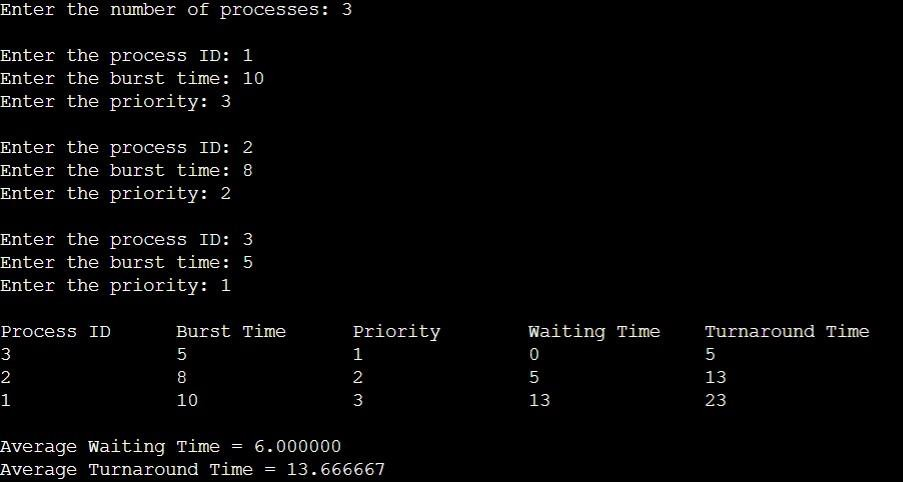 Enter the number of processes: 3
Enter the process ID: 1
Enter the burst time: 10
Enter the priority: 3
Enter the process ID: 2
Enter the burst time: 8
Enter the priority: 2
Enter the process ID: 3
Enter the burst time: 5
Enter the priority: 1
Process ID Burst Time Priority Waiting Time Turnaround Time
3 5 1 0 5
2 8 2 5 13
1 10 3 13 23
Average Waiting Time = 6.000000
Average Turnaround Time = 13.666667